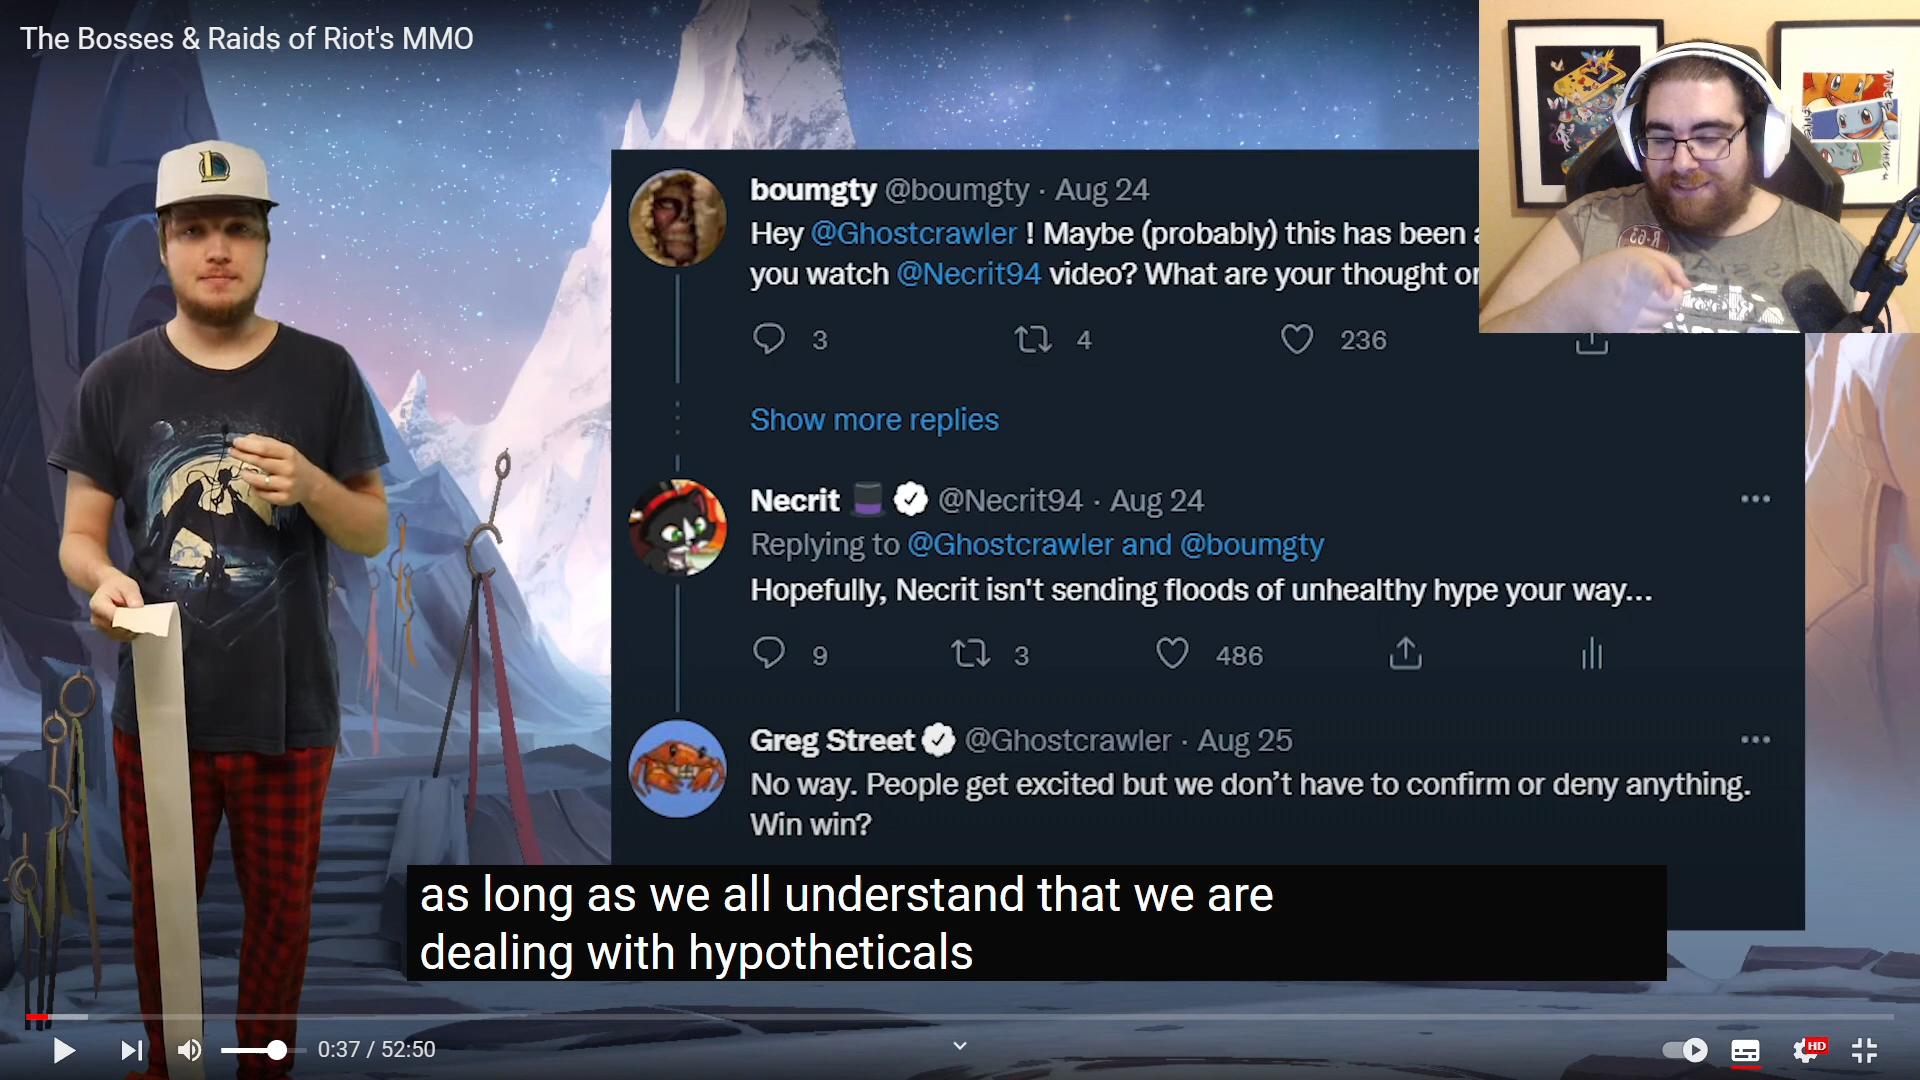 The Bosses & Raids of Riot's MMO
boumgty @boumgty · Aug 24
Hey @Ghostcrawler ! Maybe (probably) this has been
you watch @Necrit94 video? What are your thought
3 4 236
Show more replies
Necrit @Necrit94 · Aug 24
Replying to @Ghostcrawler and @boumgty
Hopefully, Necrit isn't sending floods of unhealthy hype your way...
9 3 486
Greg Street @Ghostcrawler · Aug 25
No way. People get excited but we don’t have to confirm or deny anything.
Win win?
as long as we all understand that we are
dealing with hypotheticals
0:37 / 52:50
HD